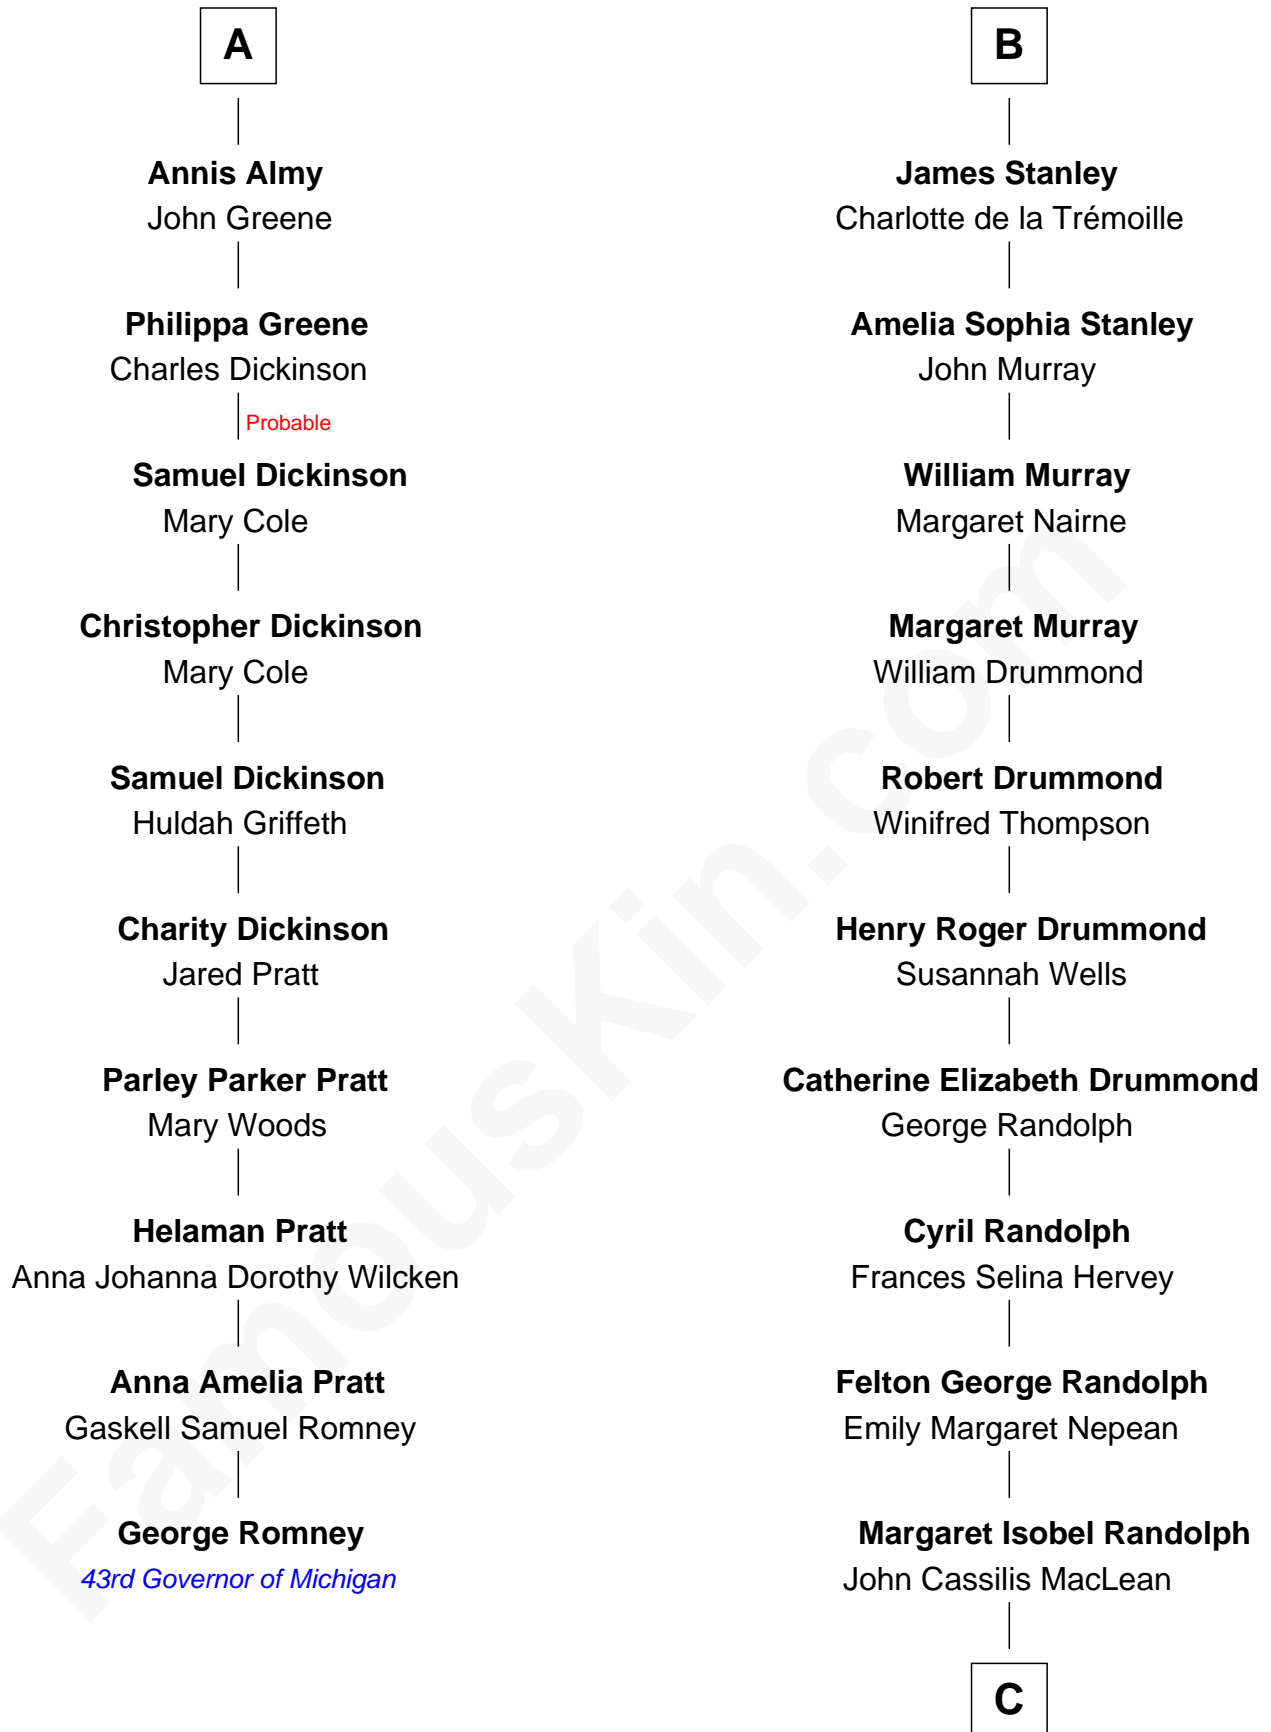 A
Annis Almy
John Greene
Philippa Greene
Charles Dickinson
Probable
Samuel Dickinson
Mary Cole
Christopher Dickinson
Mary Cole
Samuel Dickinson
Huldah Griffeth
Charity Dickinson
Jared Pratt
Parley Parker Pratt
Mary Woods
Helaman Pratt
Anna Johanna Dorothy Wilcken
Anna Amelia Pratt
Gaskell Samuel Romney
George Romney
43rd Governor of Michigan
B
James Stanley
Charlotte de la Trémoille
Amelia Sophia Stanley
John Murray
William Murray
Margaret Nairne
Margaret Murray
William Drummond
Robert Drummond
Winifred Thompson
Henry Roger Drummond
Susannah Wells
Catherine Elizabeth Drummond
George Randolph
Cyril Randolph
Frances Selina Hervey
Felton George Randolph
Emily Margaret Nepean
Margaret Isobel Randolph
John Cassilis MacLean
C
FamousKin.com